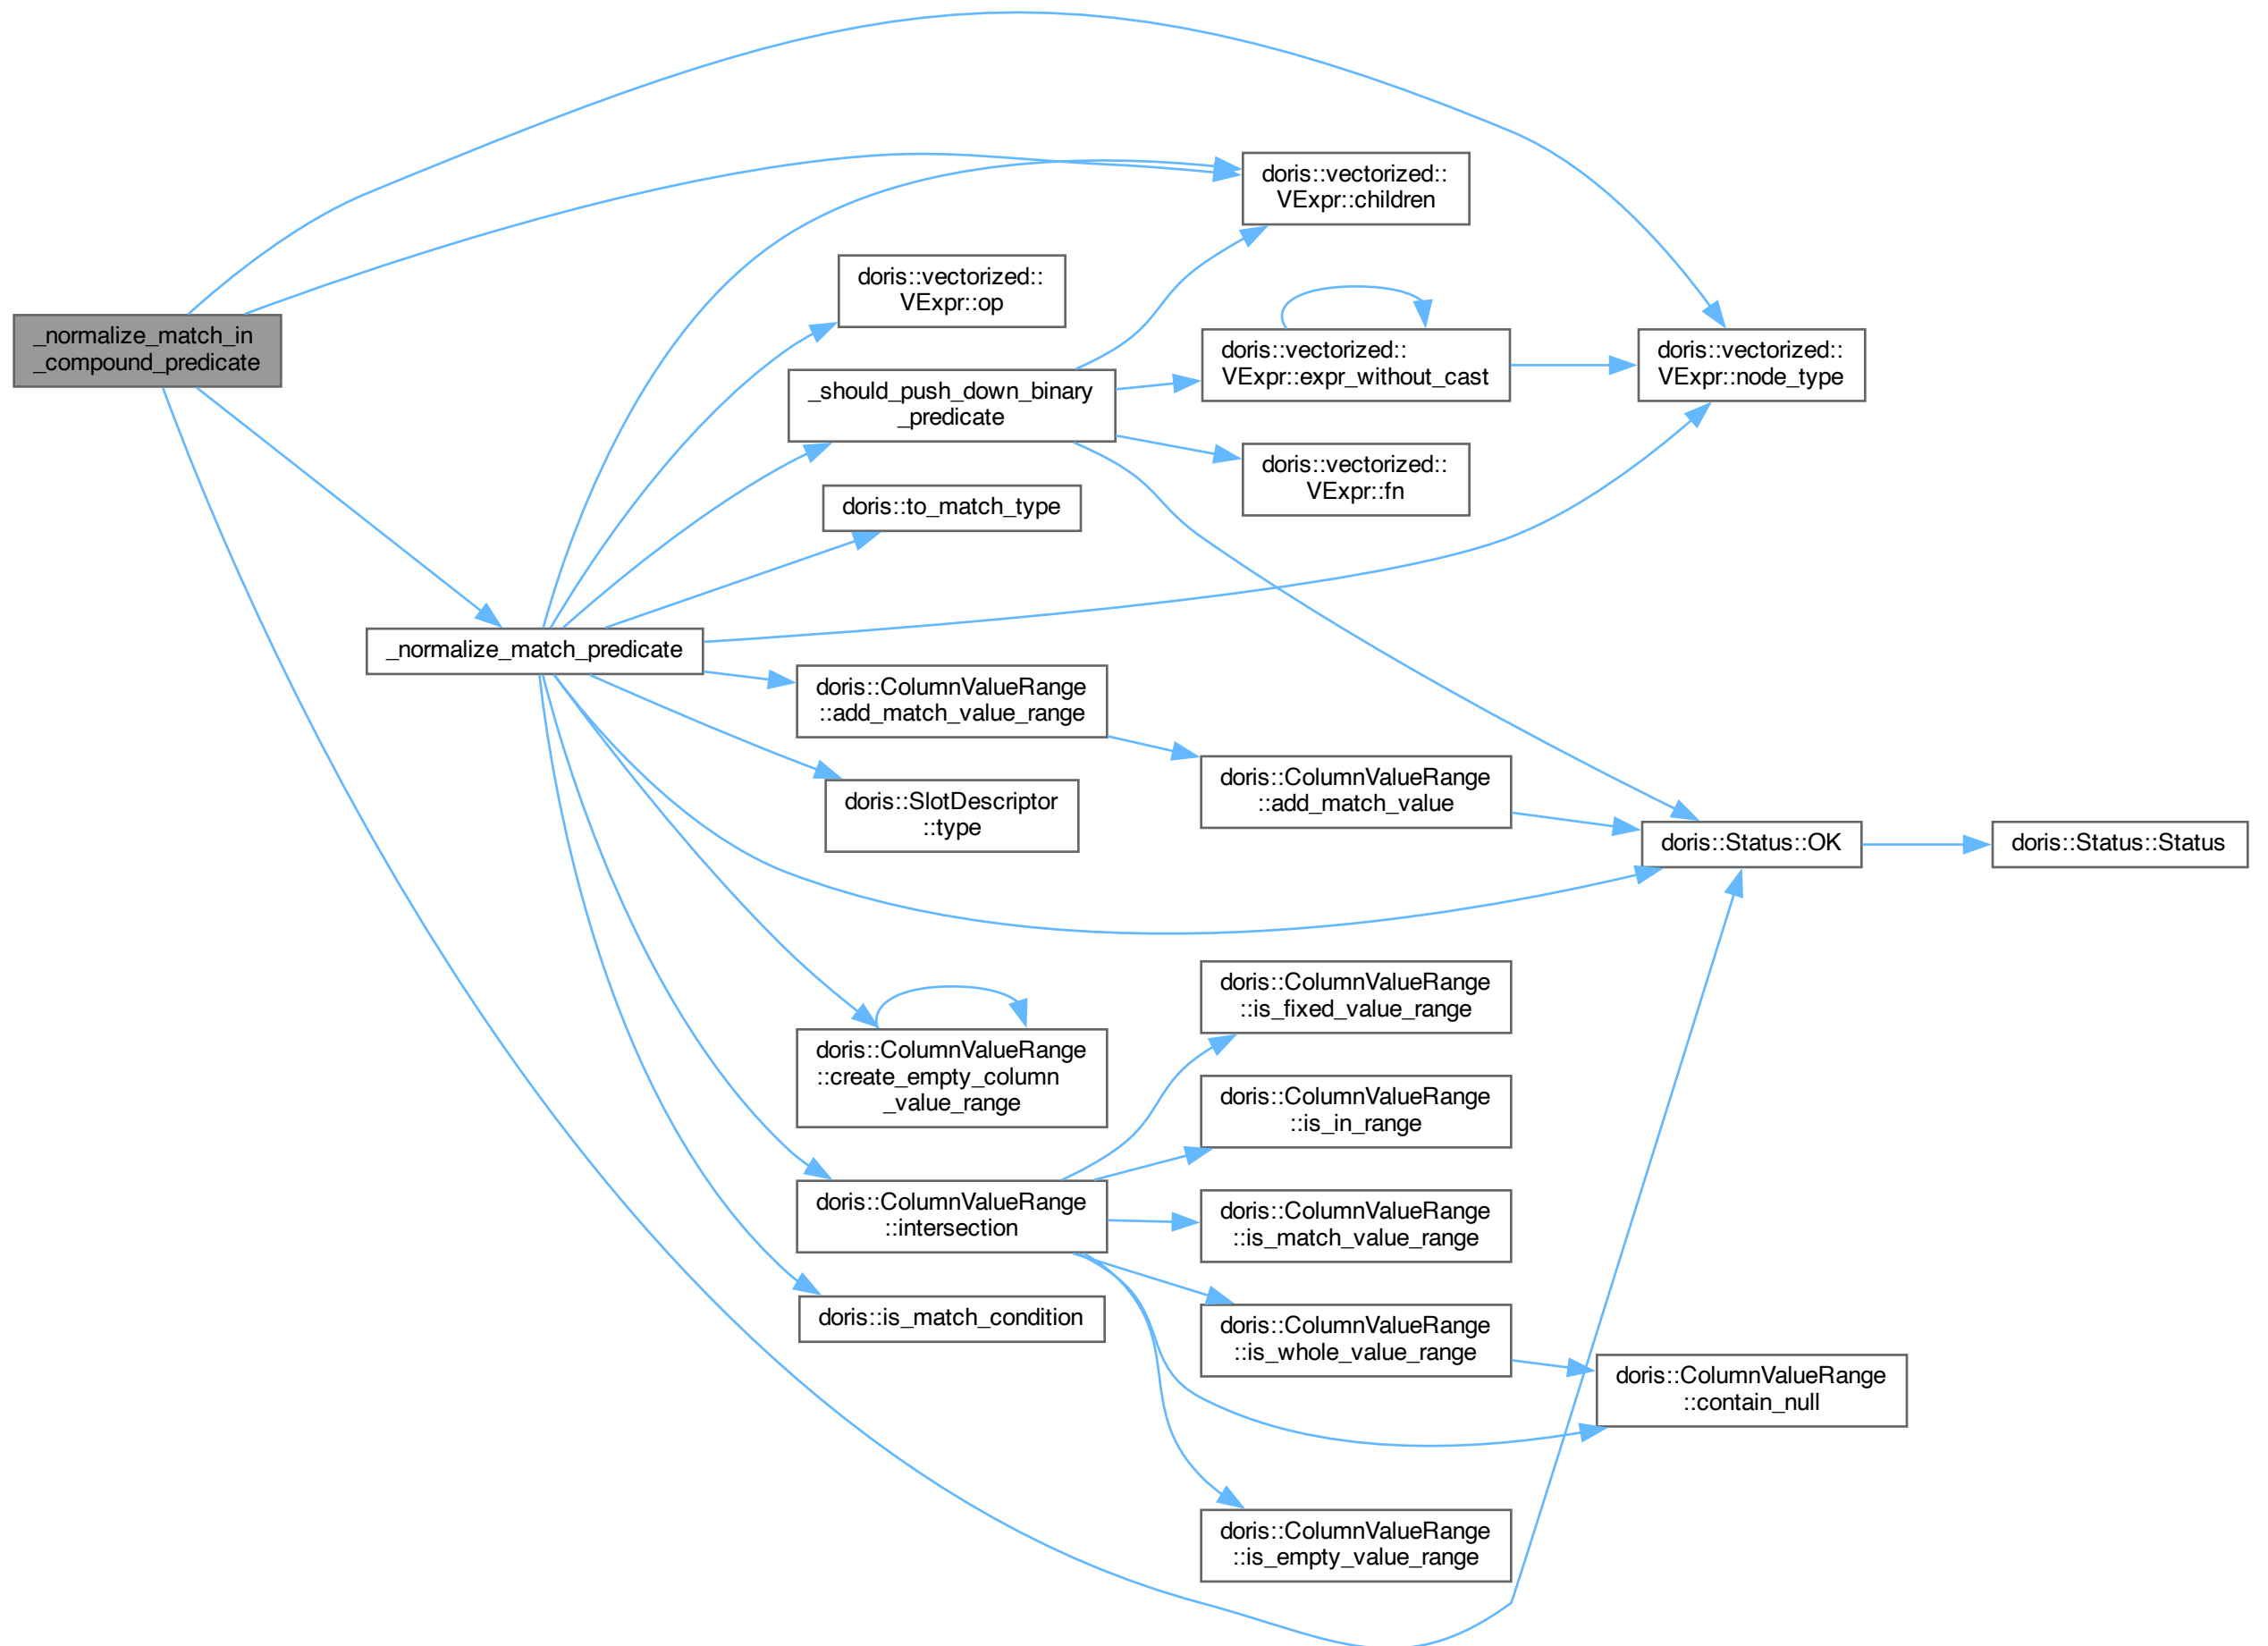 _normalize_match_in
_compound_predicate
_normalize_match_predicate
doris::vectorized::
VExpr::op
_should_push_down_binary
_predicate
doris::to_match_type
doris::ColumnValueRange
::add_match_value_range
doris::SlotDescriptor
::type
doris::ColumnValueRange
::create_empty_column
_value_range
doris::ColumnValueRange
::intersection
doris::is_match_condition
doris::vectorized::
VExpr::children
doris::vectorized::
VExpr::expr_without_cast
doris::vectorized::
VExpr::fn
doris::ColumnValueRange
::add_match_value
doris::ColumnValueRange
::is_fixed_value_range
doris::ColumnValueRange
::is_in_range
doris::ColumnValueRange
::is_match_value_range
doris::ColumnValueRange
::is_whole_value_range
doris::ColumnValueRange
::is_empty_value_range
doris::vectorized::
VExpr::node_type
doris::Status::OK
doris::ColumnValueRange
::contain_null
doris::Status::Status